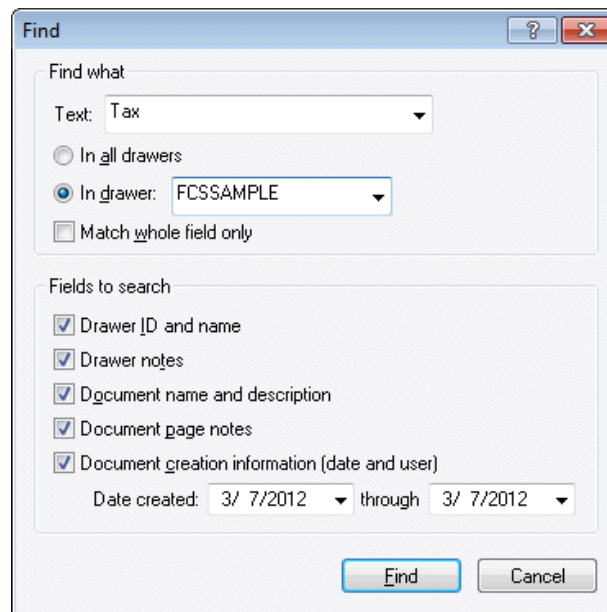 Find
Find what
Text: Tax
In all drawers
In drawer: FCSSAMPLE
Match whole field only
Fields to search
Drawer ID and name
Drawer notes
Document name and description
Document page notes
Document creation information (date and user)
Date created: 3/ 7/2012 through 3/ 7/2012
Find Cancel